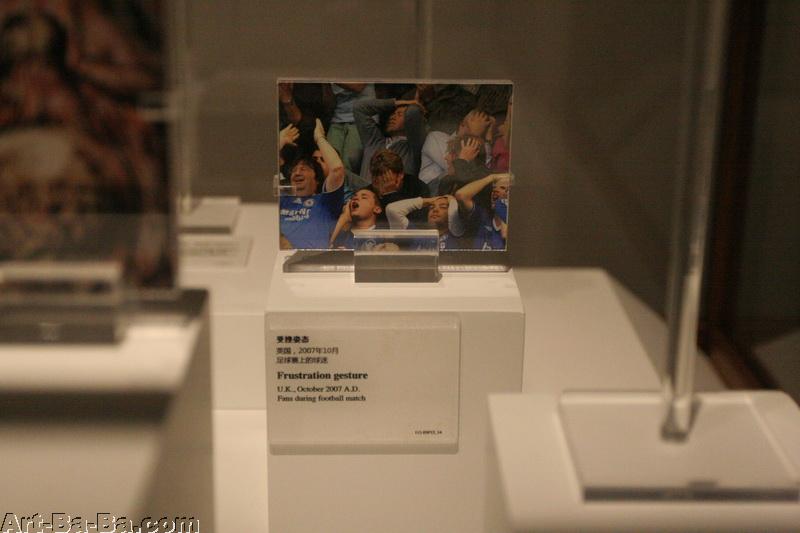 受挫姿态
英国，2007年10月
足球赛上的球迷
Frustration gesture
U.K., October 2007 A.D.
Fans during football match
Art-Ba-Ba.com